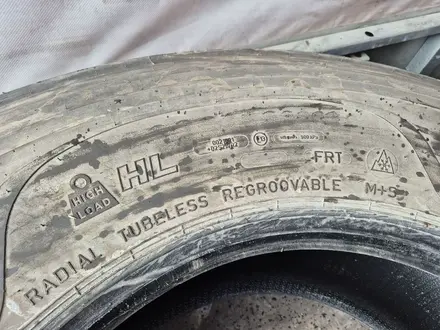 HIGH
LOAD
HL
FRT
RADIAL TUBELESS REGROOVABLE M+S